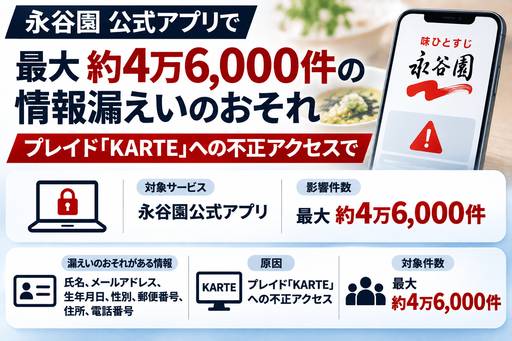 永谷園 公式アプリで
最大 約4万6,000件の
情報漏えいのおそれ
プレイド「KARTE」への不正アクセスで
味ひとすじ
永谷園
対象サービス
永谷園公式アプリ
影響件数
最大 約4万6,000件
漏えいのおそれがある情報
氏名、メールアドレス、
生年月日、性別、郵便番号、
住所、電話番号
KARTE
原因
プレイド「KARTE」
への不正アクセス
対象件数
最大
約4万6,000件